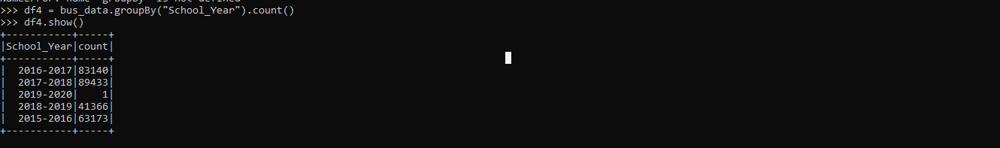 NameError: name 'groupBy' is not defined
>>> df4 = bus_data.groupBy("School_Year").count()
>>> df4.show()
+-----------+-----+
|School_Year|count|
+-----------+-----+
|  2016-2017|83140|
|  2017-2018|89433|
|  2019-2020|    1|
|  2018-2019|41366|
|  2015-2016|63173|
+-----------+-----+